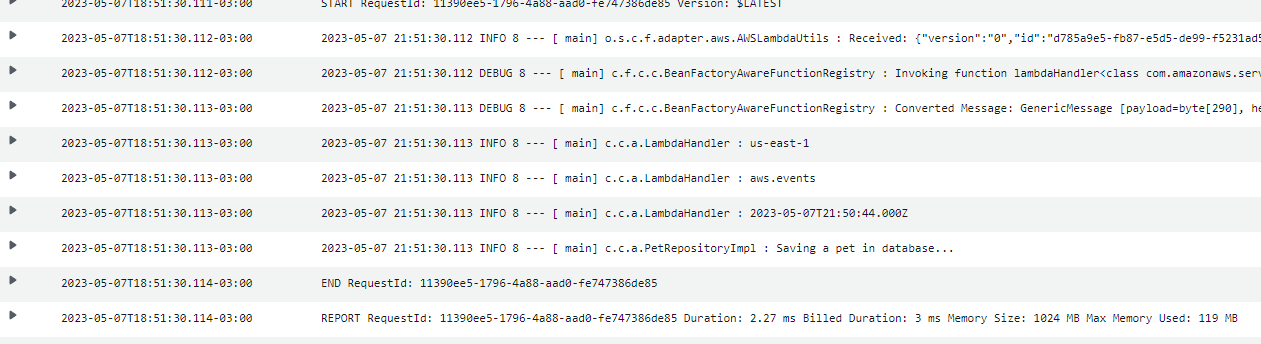 2023-05-07T18:51:30.111-03:00 START RequestId: 11390ee5-1796-4a88-aad0-fe747386de85 Version: $LATEST
2023-05-07T18:51:30.112-03:00 2023-05-07 21:51:30.112 INFO 8 --- [ main] o.s.c.f.adapter.aws.AWSLambdaUtils : Received: {"version":"0","id":"d785a9e5-fb87-e5d5-de99-f5231ad5
2023-05-07T18:51:30.112-03:00 2023-05-07 21:51:30.112 DEBUG 8 --- [ main] c.f.c.c.BeanFactoryAwareFunctionRegistry : Invoking function lambdaHandler<class com.amazonaws.serv
2023-05-07T18:51:30.113-03:00 2023-05-07 21:51:30.113 DEBUG 8 --- [ main] c.f.c.c.BeanFactoryAwareFunctionRegistry : Converted Message: GenericMessage [payload=byte[290], he
2023-05-07T18:51:30.113-03:00 2023-05-07 21:51:30.113 INFO 8 --- [ main] c.c.a.LambdaHandler : us-east-1
2023-05-07T18:51:30.113-03:00 2023-05-07 21:51:30.113 INFO 8 --- [ main] c.c.a.LambdaHandler : aws.events
2023-05-07T18:51:30.113-03:00 2023-05-07 21:51:30.113 INFO 8 --- [ main] c.c.a.LambdaHandler : 2023-05-07T21:50:44.000Z
2023-05-07T18:51:30.113-03:00 2023-05-07 21:51:30.113 INFO 8 --- [ main] c.c.a.PetRepositoryImpl : Saving a pet in database...
2023-05-07T18:51:30.114-03:00 END RequestId: 11390ee5-1796-4a88-aad0-fe747386de85
2023-05-07T18:51:30.114-03:00 REPORT RequestId: 11390ee5-1796-4a88-aad0-fe747386de85 Duration: 2.27 ms Billed Duration: 3 ms Memory Size: 1024 MB Max Memory Used: 119 MB